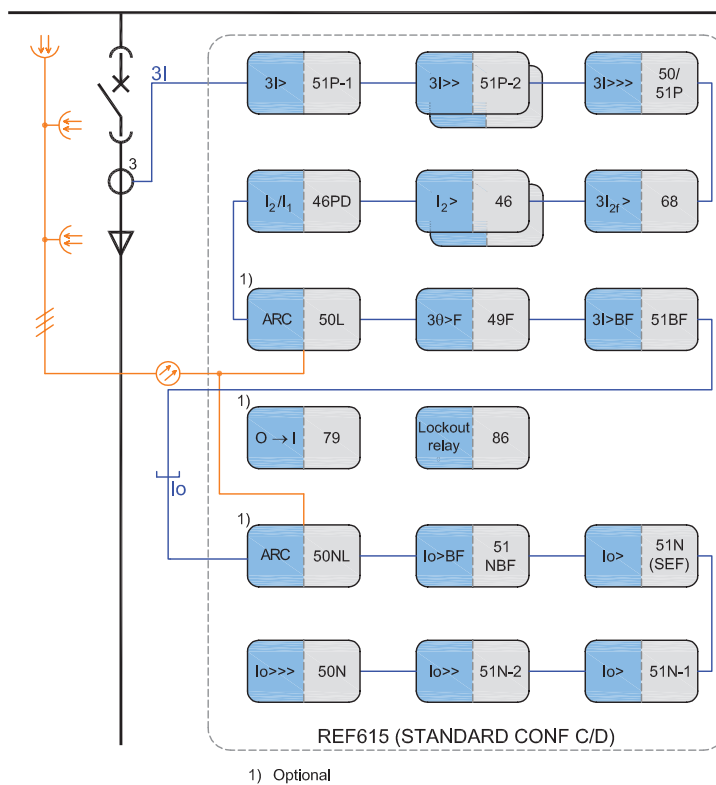 3I
3
3I> 51P-1
3I>> 51P-2
3I>>> 50/
51P
I₂/I₁ 46PD
I₂> 46
3I₂f> 68
1)
ARC 50L
3θ>F 49F
3I>BF 51BF
1)
O → I 79
Lockout
relay 86
Io
1)
ARC 50NL
Io>BF 51
NBF
Io> 51N
(SEF)
Io>>> 50N
Io>> 51N-2
Io> 51N-1
REF615 (STANDARD CONF C/D)
1) Optional